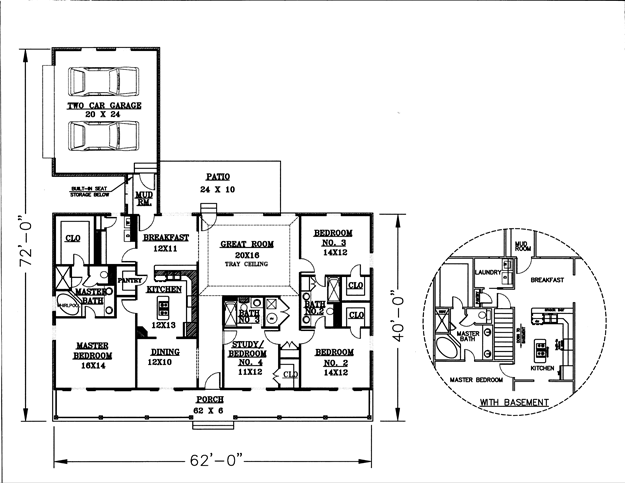 TWO CAR GARAGE
20 X 24
BUILT-IN SEAT
STORAGE BELOW
MUD
RM.
PATIO
24 X 10
72'-0"
CLO
BREAKFAST
12X11
GREAT ROOM
20X16
TRAY CEILING
BEDROOM
NO. 3
14X12
PANTRY
KITCHEN
12X13
MASTER
BATH
WHIRLPOOL
BATH
NO. 3
BATH
NO.2
CLO
CLO
40'-0"
MASTER
BEDROOM
16X14
DINING
12X10
STUDY/
BEDROOM
NO. 4
11X12
CLO
BEDROOM
NO. 2
14X12
PORCH
62 X 6
62'-0"
MUD
ROOM
LAUNDRY
BREAKFAST
MASTER
BATH
KITCHEN
MASTER BEDROOM
WITH BASEMENT